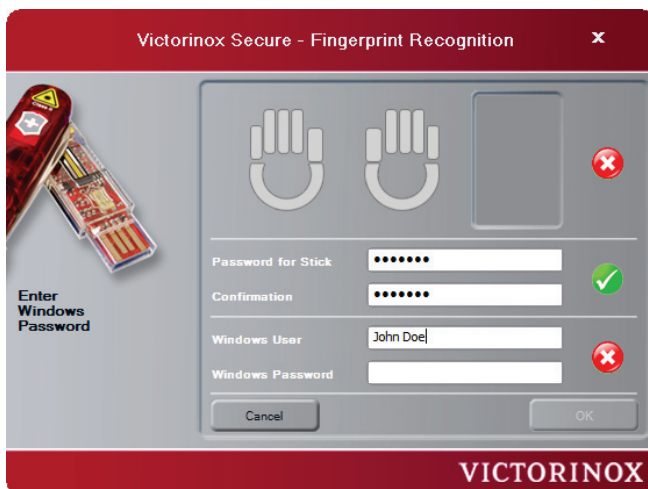 Victorinox Secure - Fingerprint Recognition x
Password for Stick •••••••
Confirmation •••••••
Enter
Windows
Password
Windows User John Doe
Windows Password
Cancel OK
VICTORINOX